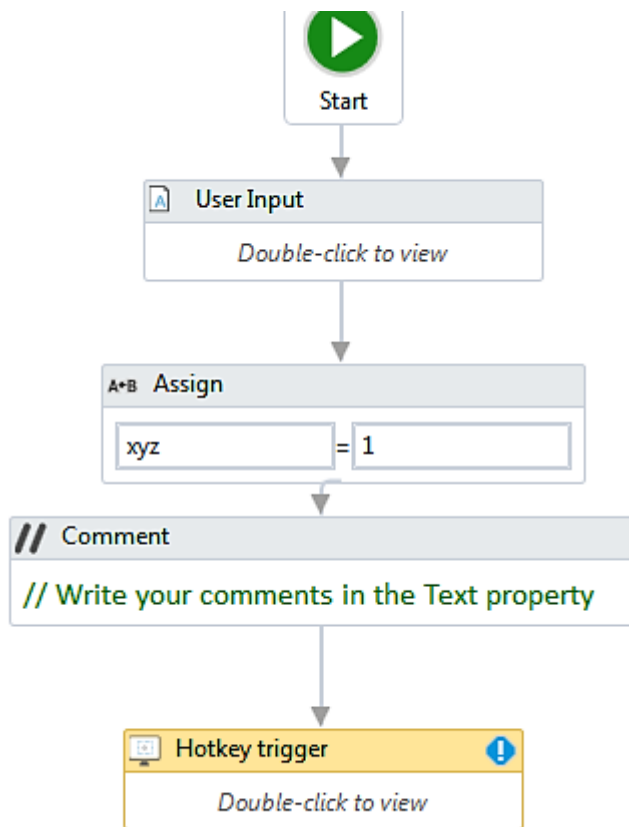 Start
A User Input
Double-click to view
A+B Assign
xyz = 1
// Comment
// Write your comments in the Text property
Hotkey trigger
Double-click to view